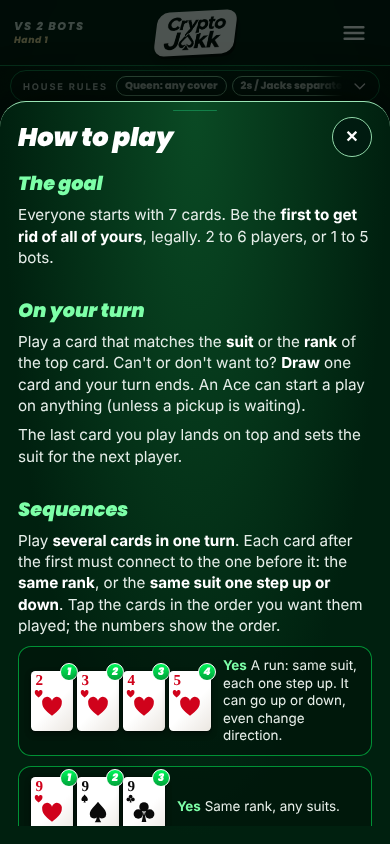 VS 2 BOTS
Hand 1
Crypto
Jokk
HOUSE RULES
Queen: any cover
2s / Jacks separate
How to play
×
The goal
Everyone starts with 7 cards. Be the first to get
rid of all of yours, legally. 2 to 6 players, or 1 to 5
bots.
On your turn
Play a card that matches the suit or the rank of
the top card. Can't or don't want to? Draw one
card and your turn ends. An Ace can start a play
on anything (unless a pickup is waiting).
The last card you play lands on top and sets the
suit for the next player.
Sequences
Play several cards in one turn. Each card after
the first must connect to the one before it: the
same rank, or the same suit one step up or
down. Tap the cards in the order you want them
played; the numbers show the order.
2 1 3 2 4 3 5 4
Yes A run: same suit,
each one step up. It
can go up or down,
even change
direction.
9 1 9 2 9 3
Yes Same rank, any suits.